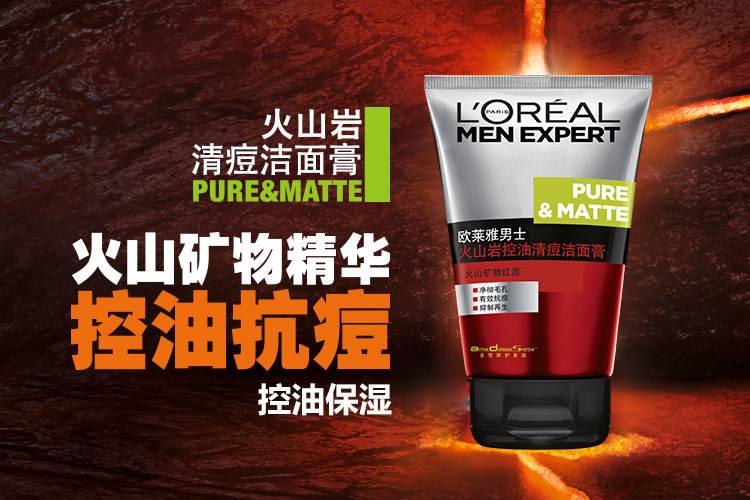 火山岩
清痘洁面膏
PURE&MATTE
火山矿物精华
控油抗痘
控油保湿
L'ORÉAL
PARIS
MEN EXPERT
PURE
& MATTE
欧莱雅男士
火山岩控油清痘洁面膏
火山矿物红泥
净彻毛孔
有效抗痘
抑制再生
ACTIVE DEFENSE SYSTEM